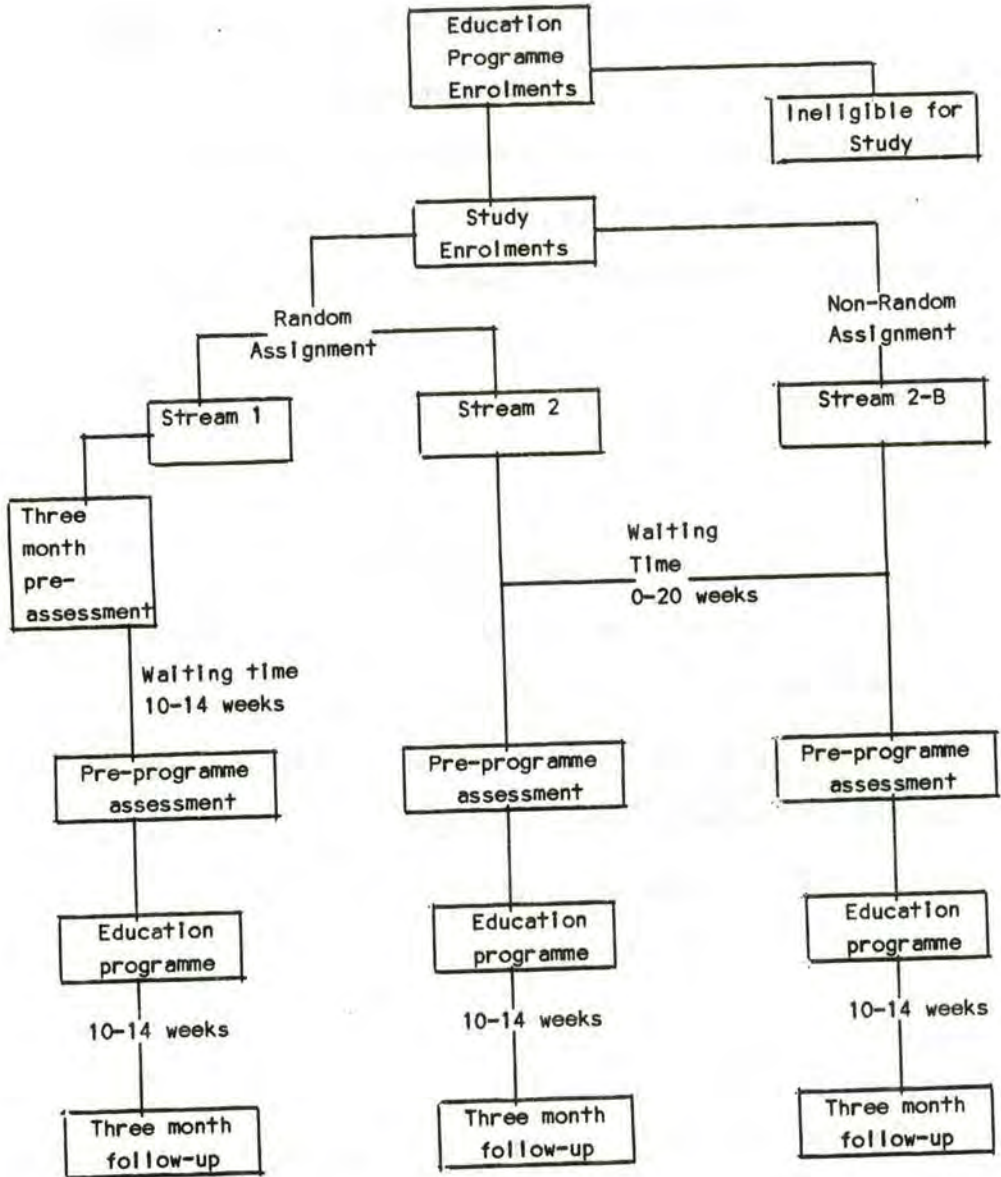 Education
Programme
Enrolments
Ineligible for
Study
Study
Enrolments
Random
Assignment
Non-Random
Assignment
Stream 1
Stream 2
Stream 2-B
Three
month
pre-
assessment
Waiting
Time
0-20 weeks
Waiting time
10-14 weeks
Pre-programme
assessment
Pre-programme
assessment
Pre-programme
assessment
Education
programme
Education
programme
Education
programme
10-14 weeks
10-14 weeks
10-14 weeks
Three month
follow-up
Three month
follow-up
Three month
follow-up